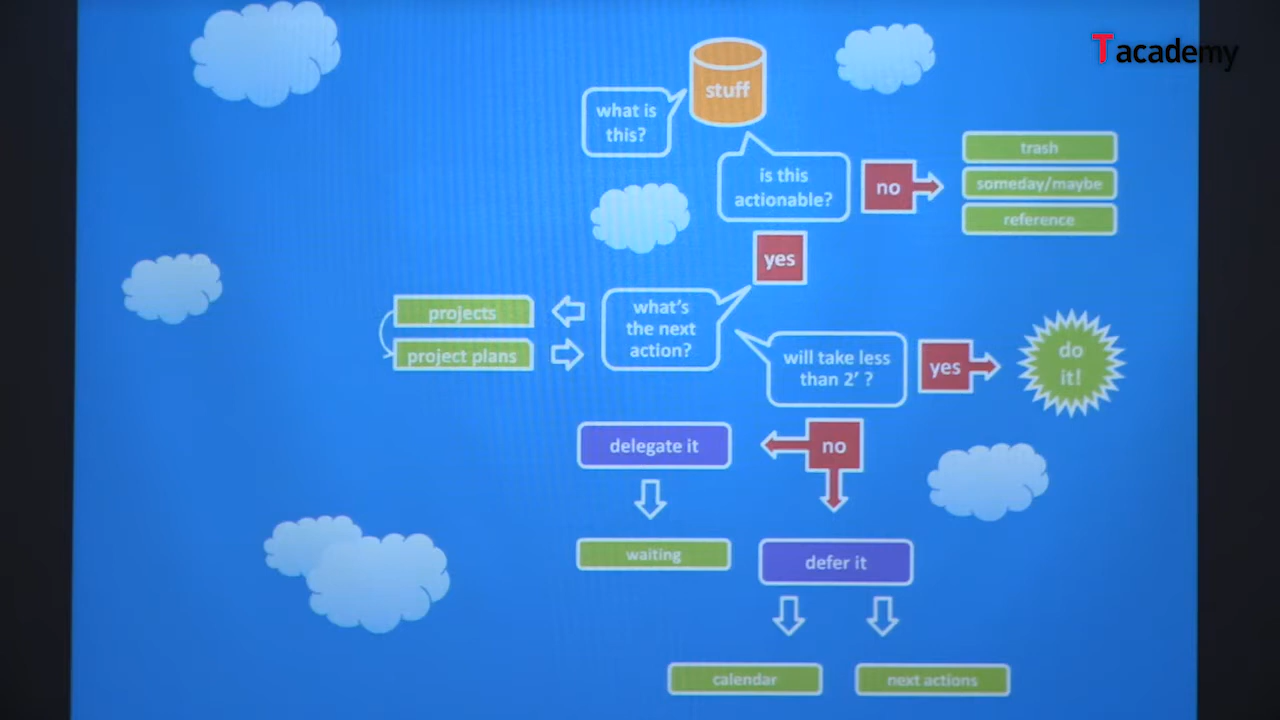 Tacademy
stuff
what is
this?
is this
actionable?
no
trash
someday/maybe
reference
yes
what's
the next
action?
projects
project plans
will take less
than 2' ?
yes
do
it!
no
delegate it
waiting
defer it
calendar
next actions